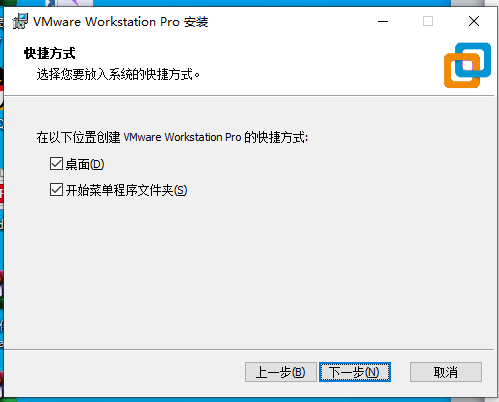 VMware Workstation Pro 安装
快捷方式
选择您要放入系统的快捷方式。
在以下位置创建 VMware Workstation Pro 的快捷方式:
桌面(D)
开始菜单程序文件夹(S)
上一步(B) 下一步(N) 取消